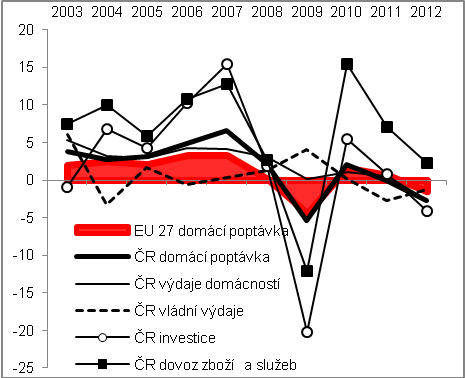 2003 2004 2005 2006 2007 2008 2009 2010 2011 2012
20
15
10
5
0
-5
-10
-15
-20
-25
EU 27 domácí poptávka
ČR domácí poptávka
ČR výdaje domácností
ČR vládní výdaje
ČR investice
ČR dovoz zboží a služeb